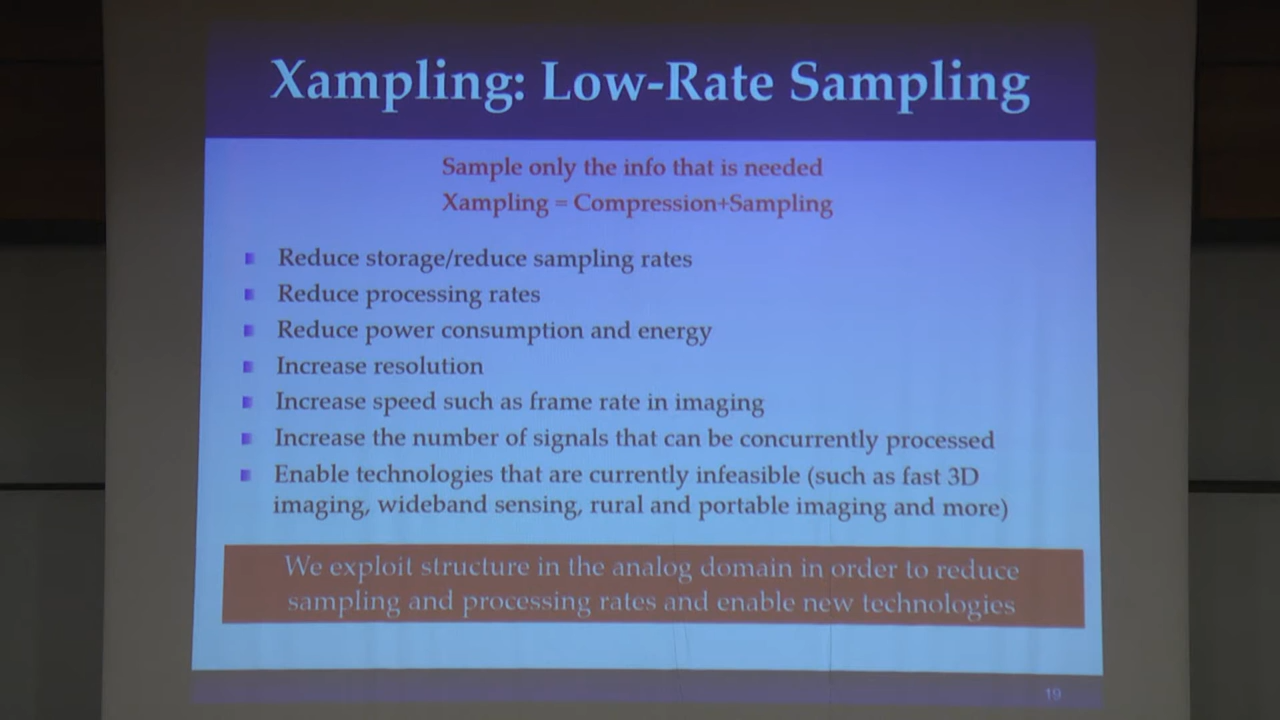 Xampling: Low-Rate Sampling
Sample only the info that is needed
Xampling = Compression+Sampling
Reduce storage/reduce sampling rates
Reduce processing rates
Reduce power consumption and energy
Increase resolution
Increase speed such as frame rate in imaging
Increase the number of signals that can be concurrently processed
Enable technologies that are currently infeasible (such as fast 3D
imaging, wideband sensing, rural and portable imaging and more)
We exploit structure in the analog domain in order to reduce
sampling and processing rates and enable new technologies
19